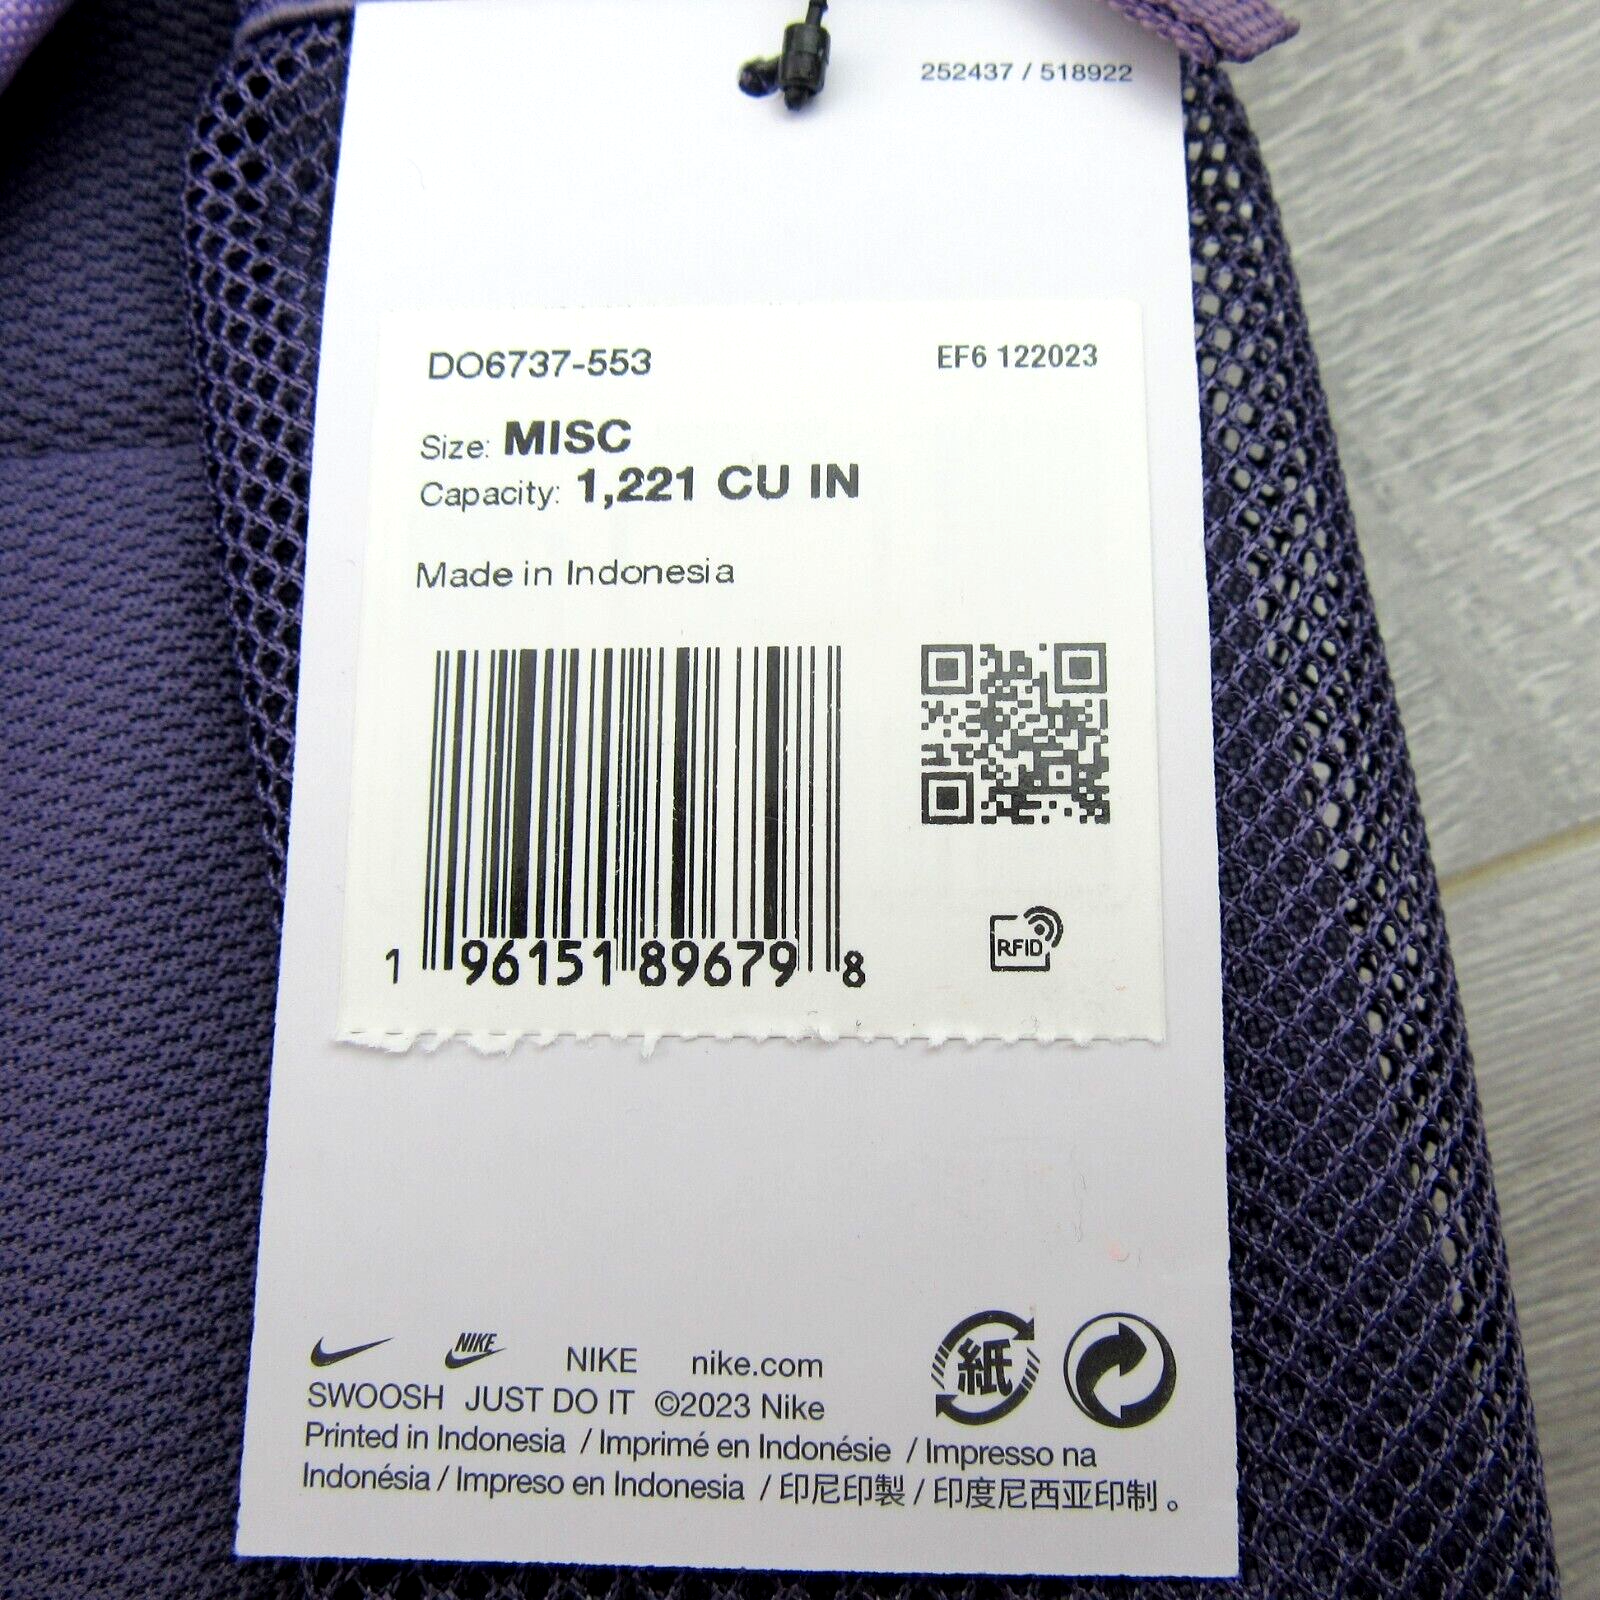 252437 / 518922
DO6737-553
EF6 122023
Size: MISC
Capacity: 1,221 CU IN
Made in Indonesia
1 96151 89679 8
RFID
NIKE NIKE nike.com
SWOOSH JUST DO IT ©2023 Nike
紙
Printed in Indonesia / Imprimé en Indonésie / Impresso na
Indonésia / Impreso en Indonesia / 印尼印製 / 印度尼西亚印制。